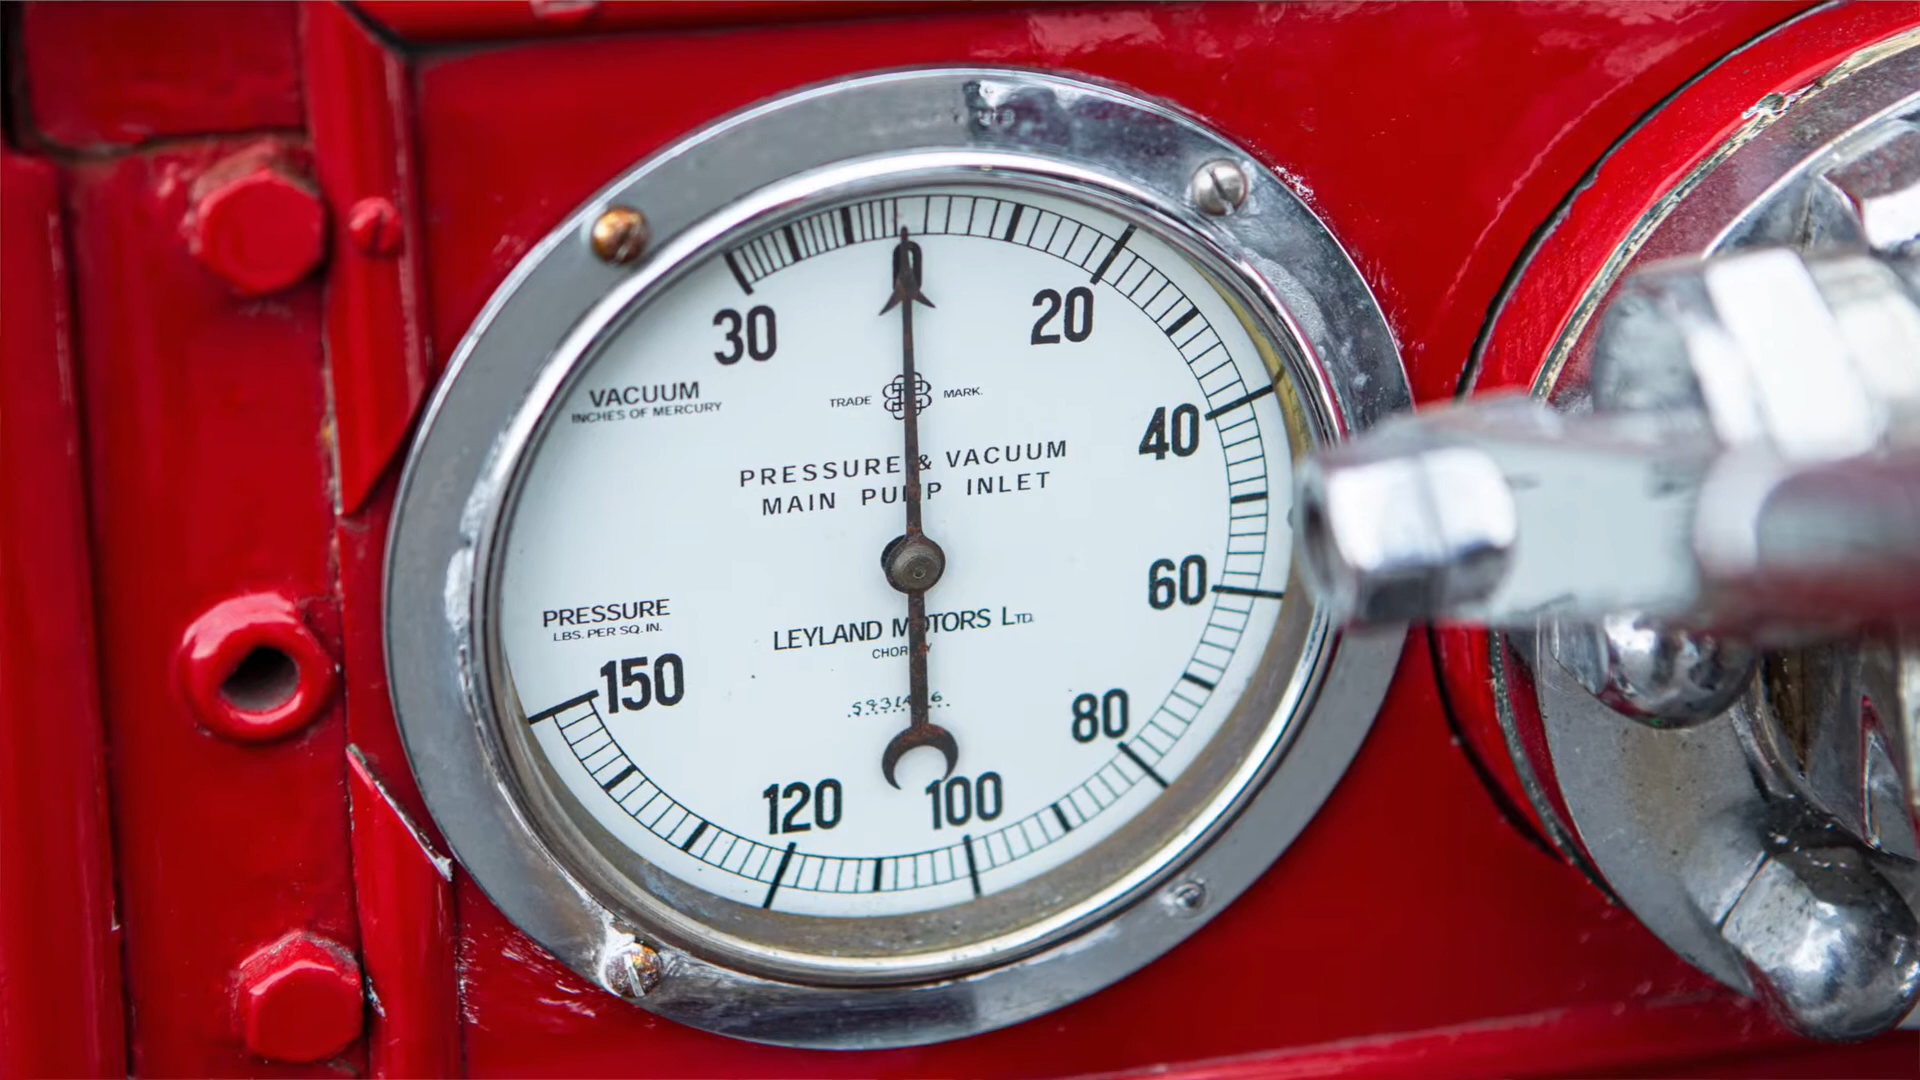 0
30
20
VACUUM
INCHES OF MERCURY
TRADE MARK.
40
PRESSURE & VACUUM
MAIN PUMP INLET
60
PRESSURE
LBS. PER SQ. IN.
LEYLAND MOTORS LTD.
CHORLEY
150
80
120
100